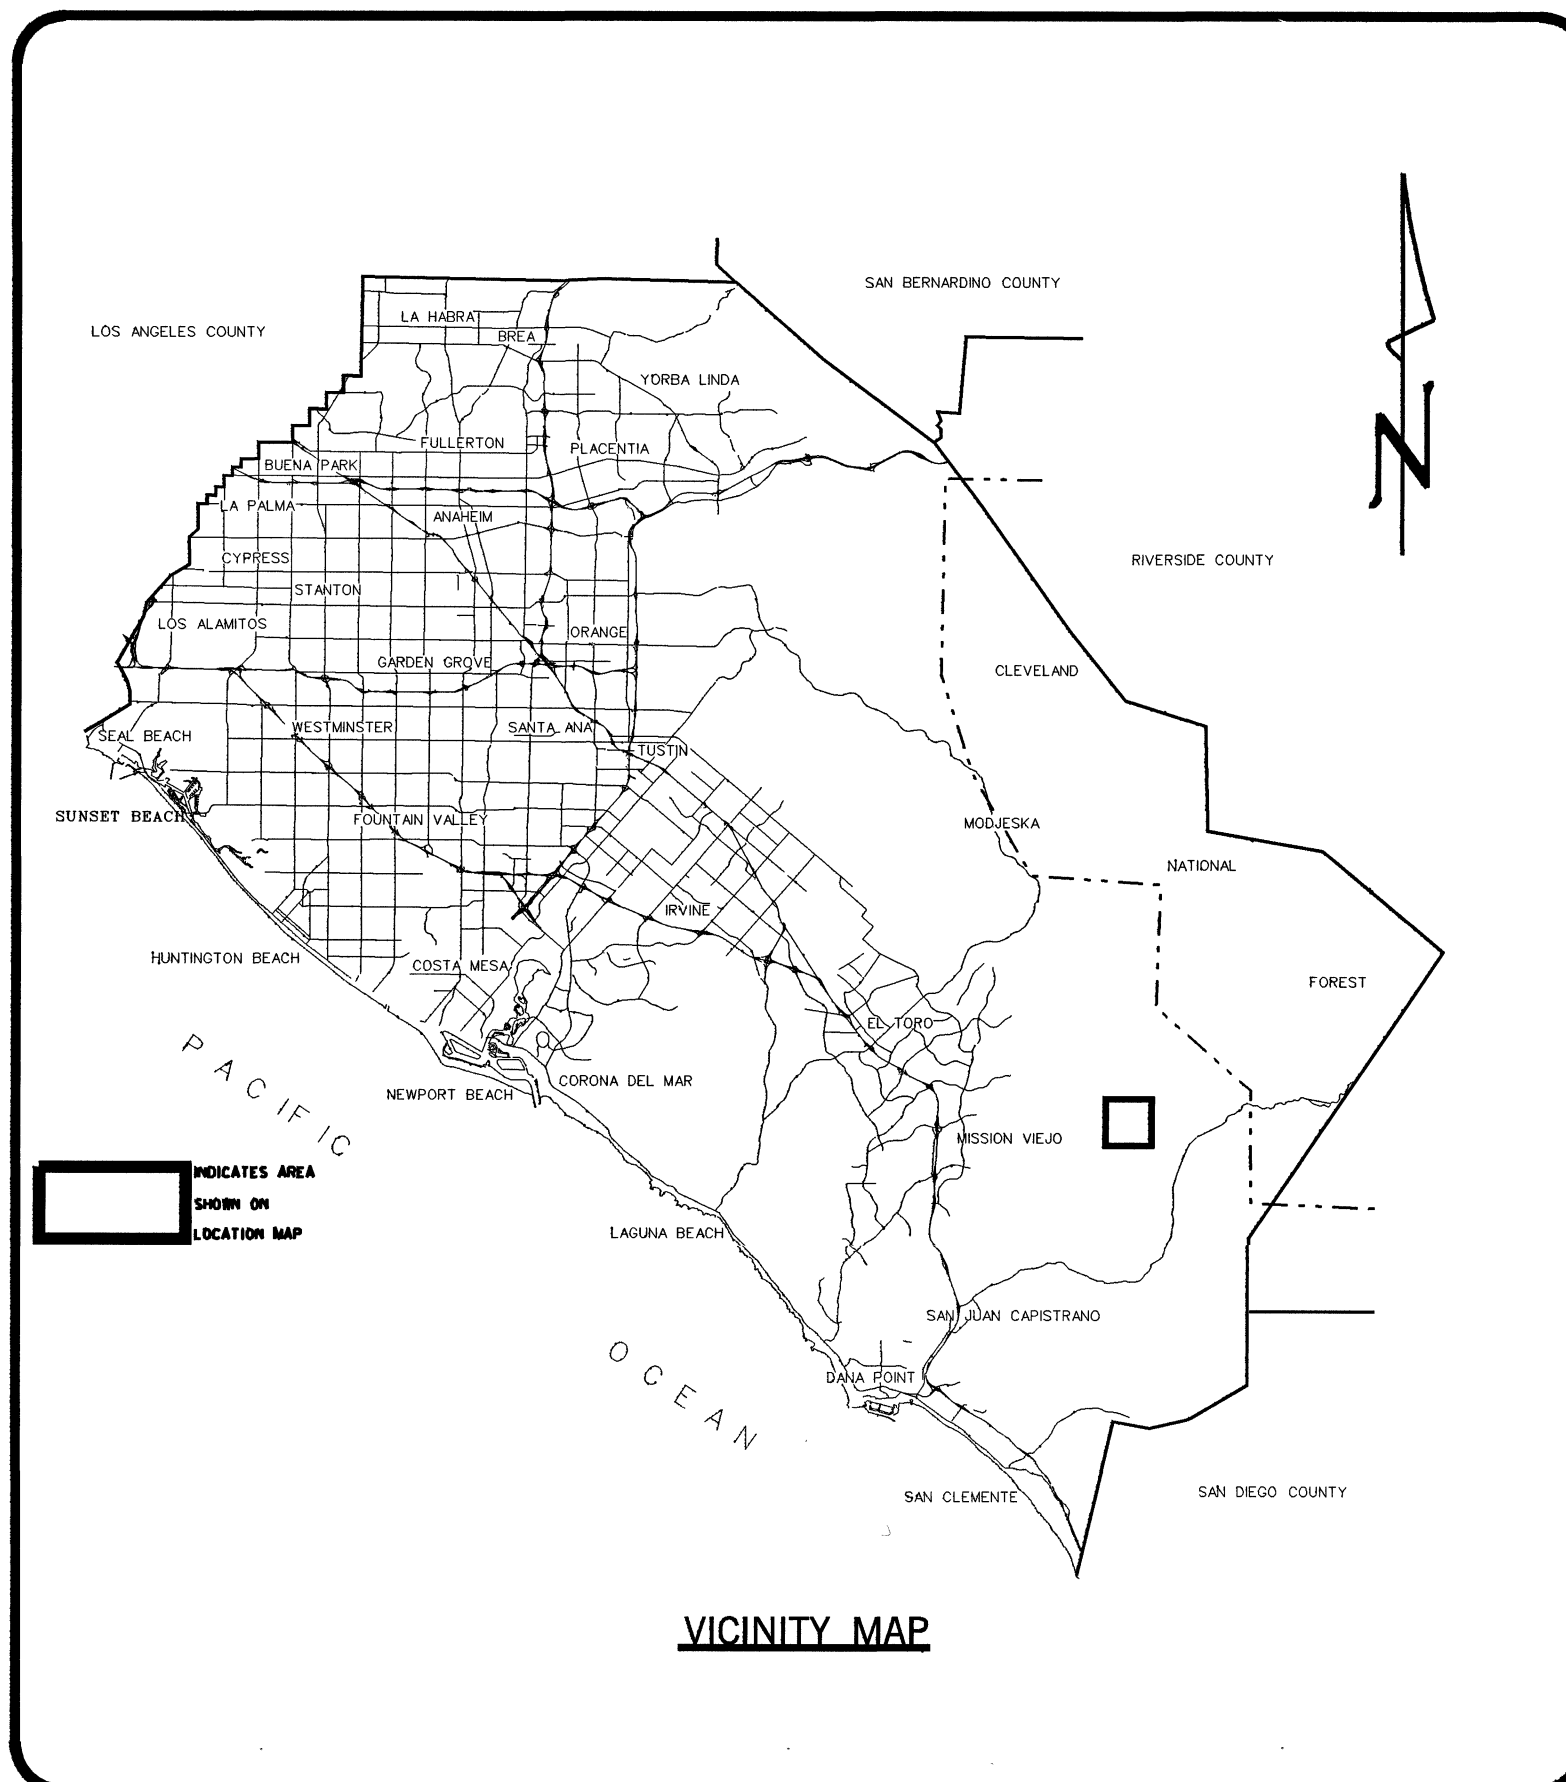 SAN BERNARDINO COUNTY
LOS ANGELES COUNTY
LA HABRA
BREA
YORBA LINDA
N
FULLERTON
PLACENTIA
BUENA PARK
LA PALMA
ANAHEIM
CYPRESS
RIVERSIDE COUNTY
STANTON
LOS ALAMITOS
ORANGE
GARDEN GROVE
CLEVELAND
WESTMINSTER
SANTA ANA
SEAL BEACH
TUSTIN
SUNSET BEACH
FOUNTAIN VALLEY
MODJESKA
NATIONAL
IRVINE
HUNTINGTON BEACH
COSTA MESA
FOREST
EL TORO
PACIFIC
NEWPORT BEACH
CORONA DEL MAR
MISSION VIEJO
INDICATES AREA
SHOWN ON
LOCATION MAP
LAGUNA BEACH
SAN JUAN CAPISTRANO
OCEAN
DANA POINT
SAN CLEMENTE
SAN DIEGO COUNTY
VICINITY MAP